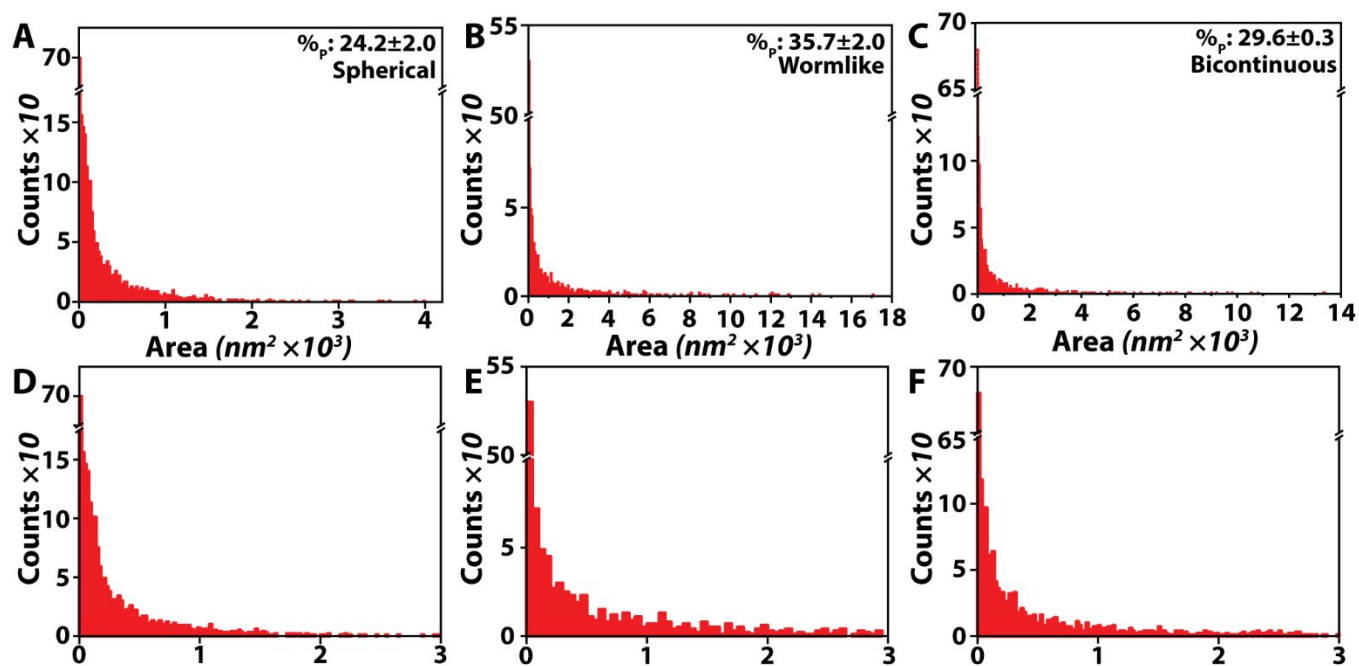 A
%P: 24.2±2.0
Spherical
70
15
10
5
0
Counts ×10
0 1 2 3 4
Area (nm² ×10³)
B
%P: 35.7±2.0
Wormlike
55
50
5
0
Counts ×10
0 2 4 6 8 10 12 14 16 18
Area (nm² ×10³)
C
%P: 29.6±0.3
Bicontinuous
70
65
10
5
0
Counts ×10
0 2 4 6 8 10 12 14
Area (nm² ×10³)
D
70
15
10
5
0
Counts ×10
0 1 2 3
E
55
50
5
0
Counts ×10
0 1 2 3
F
70
65
10
5
0
Counts ×10
0 1 2 3